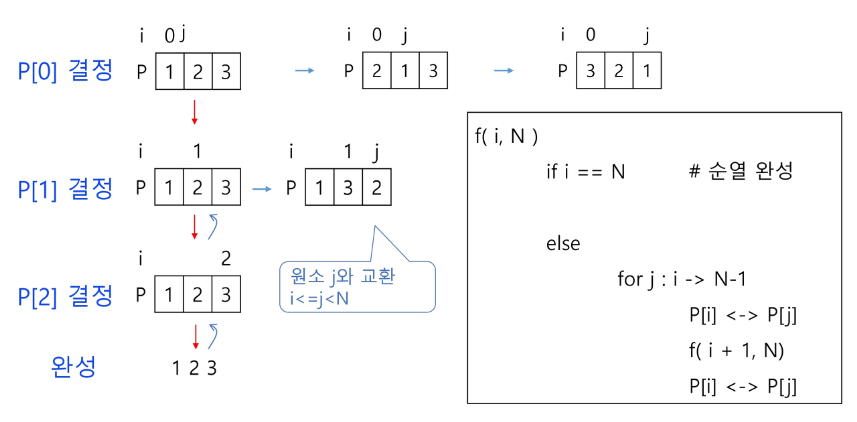 i 0 j
P[0] 결정 P 1 2 3
i 0 j
P 2 1 3
i 0 j
P 3 2 1
i 1
P[1] 결정 P 1 2 3
i 1 j
P 1 3 2
원소 j와 교환
i<=j<N
i 2
P[2] 결정 P 1 2 3
완성 1 2 3
f( i, N )
if i == N # 순열 완성
else
for j : i -> N-1
P[i] <-> P[j]
f( i + 1, N)
P[i] <-> P[j]